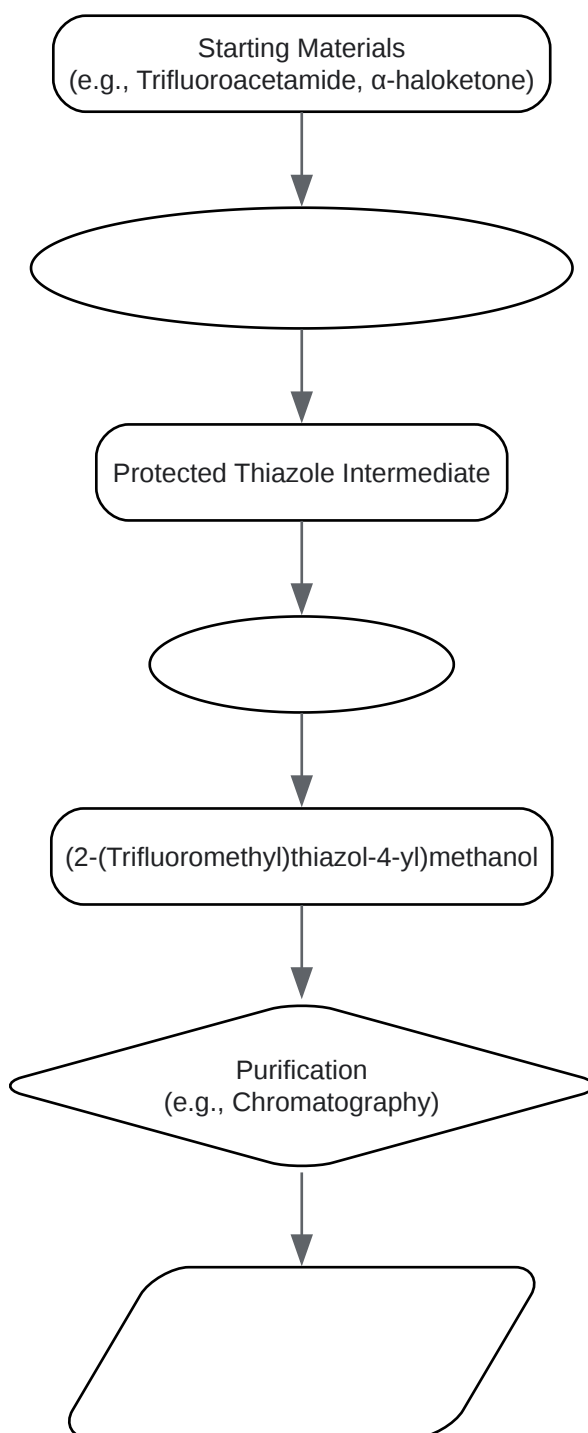 Starting Materials
(e.g., Trifluoroacetamide, α-haloketone)
Protected Thiazole Intermediate
(2-(Trifluoromethyl)thiazol-4-yl)methanol
Purification
(e.g., Chromatography)